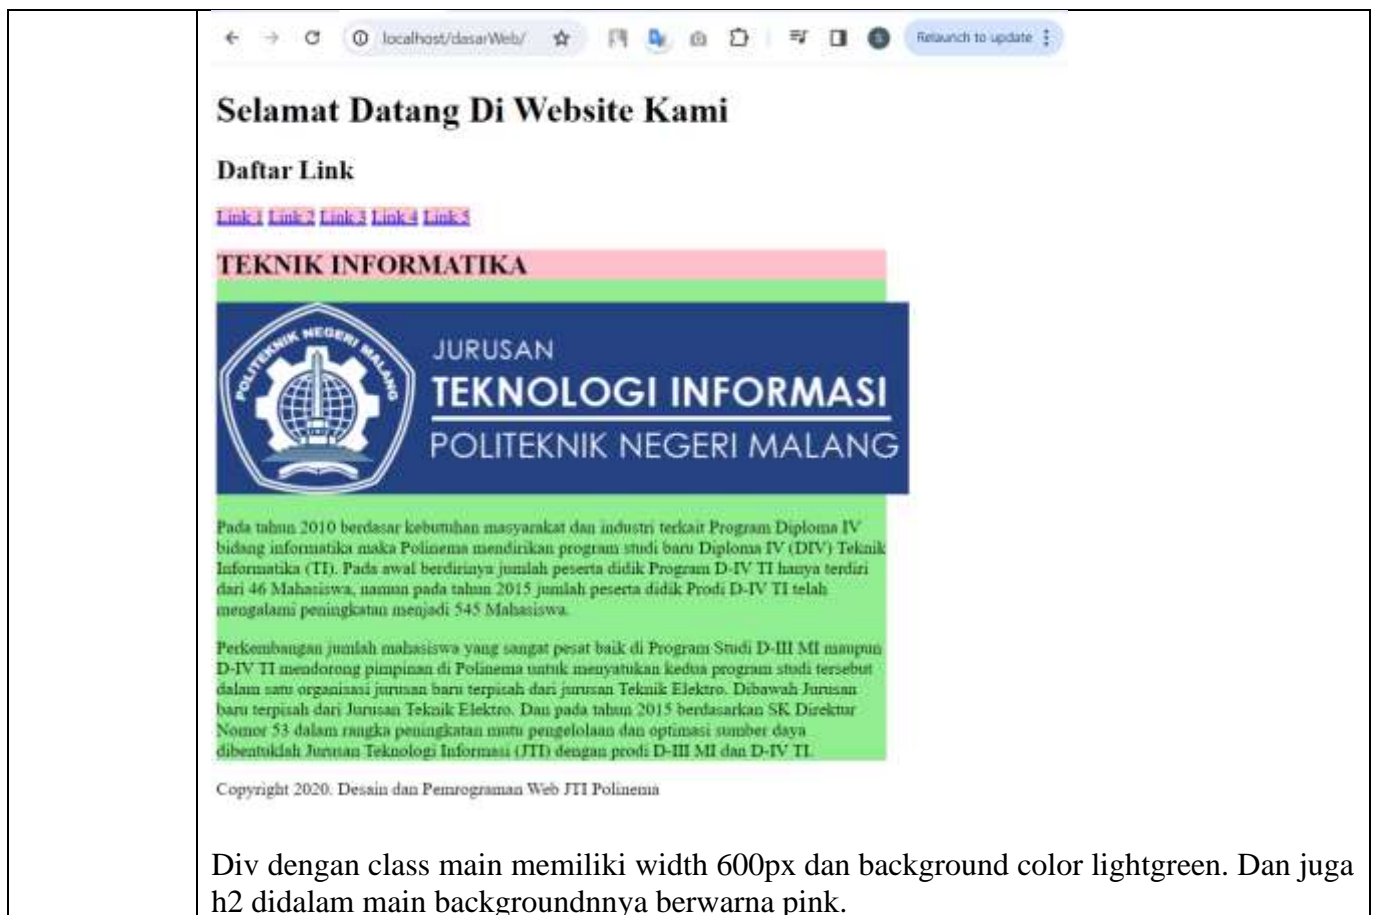 localhost/dasarWeb/
Relaunch to update
Selamat Datang Di Website Kami
Daftar Link
Link 1 Link 2 Link 3 Link 4 Link 5
TEKNIK INFORMATIKA
POLITEKNIK NEGERI MALANG
JURUSAN
TEKNOLOGI INFORMASI
POLITEKNIK NEGERI MALANG
Pada tahun 2010 berdasar kebutuhan masyarakat dan industri terkait Program Diploma IV
bidang informatika maka Polinema mendirikan program studi baru Diploma IV (DIV) Teknik
Informatika (TI). Pada awal berdirinya jumlah peserta didik Program D-IV TI hanya terdiri
dari 46 Mahasiswa, namun pada tahun 2015 jumlah peserta didik Prodi D-IV TI telah
mengalami peningkatan menjadi 545 Mahasiswa.
Perkembangan jumlah mahasiswa yang sangat pesat baik di Program Studi D-III MI maupun
D-IV TI mendorong pimpinan di Polinema untuk menyatukan kedua program studi tersebut
dalam satu organisasi jurusan baru terpisah dari jurusan Teknik Elektro. Dibawah Jurusan
baru terpisah dari Jurusan Teknik Elektro. Dan pada tahun 2015 berdasarkan SK Direktur
Nomor 53 dalam rangka peningkatan mutu pengelolaan dan optimasi sumber daya
dibentuklah Jurusan Teknologi Informasi (JTI) dengan prodi D-III MI dan D-IV TI.
Copyright 2020. Desain dan Pemrograman Web JTI Polinema
Div dengan class main memiliki width 600px dan background color lightgreen. Dan juga
h2 didalam main backgroundnnya berwarna pink.